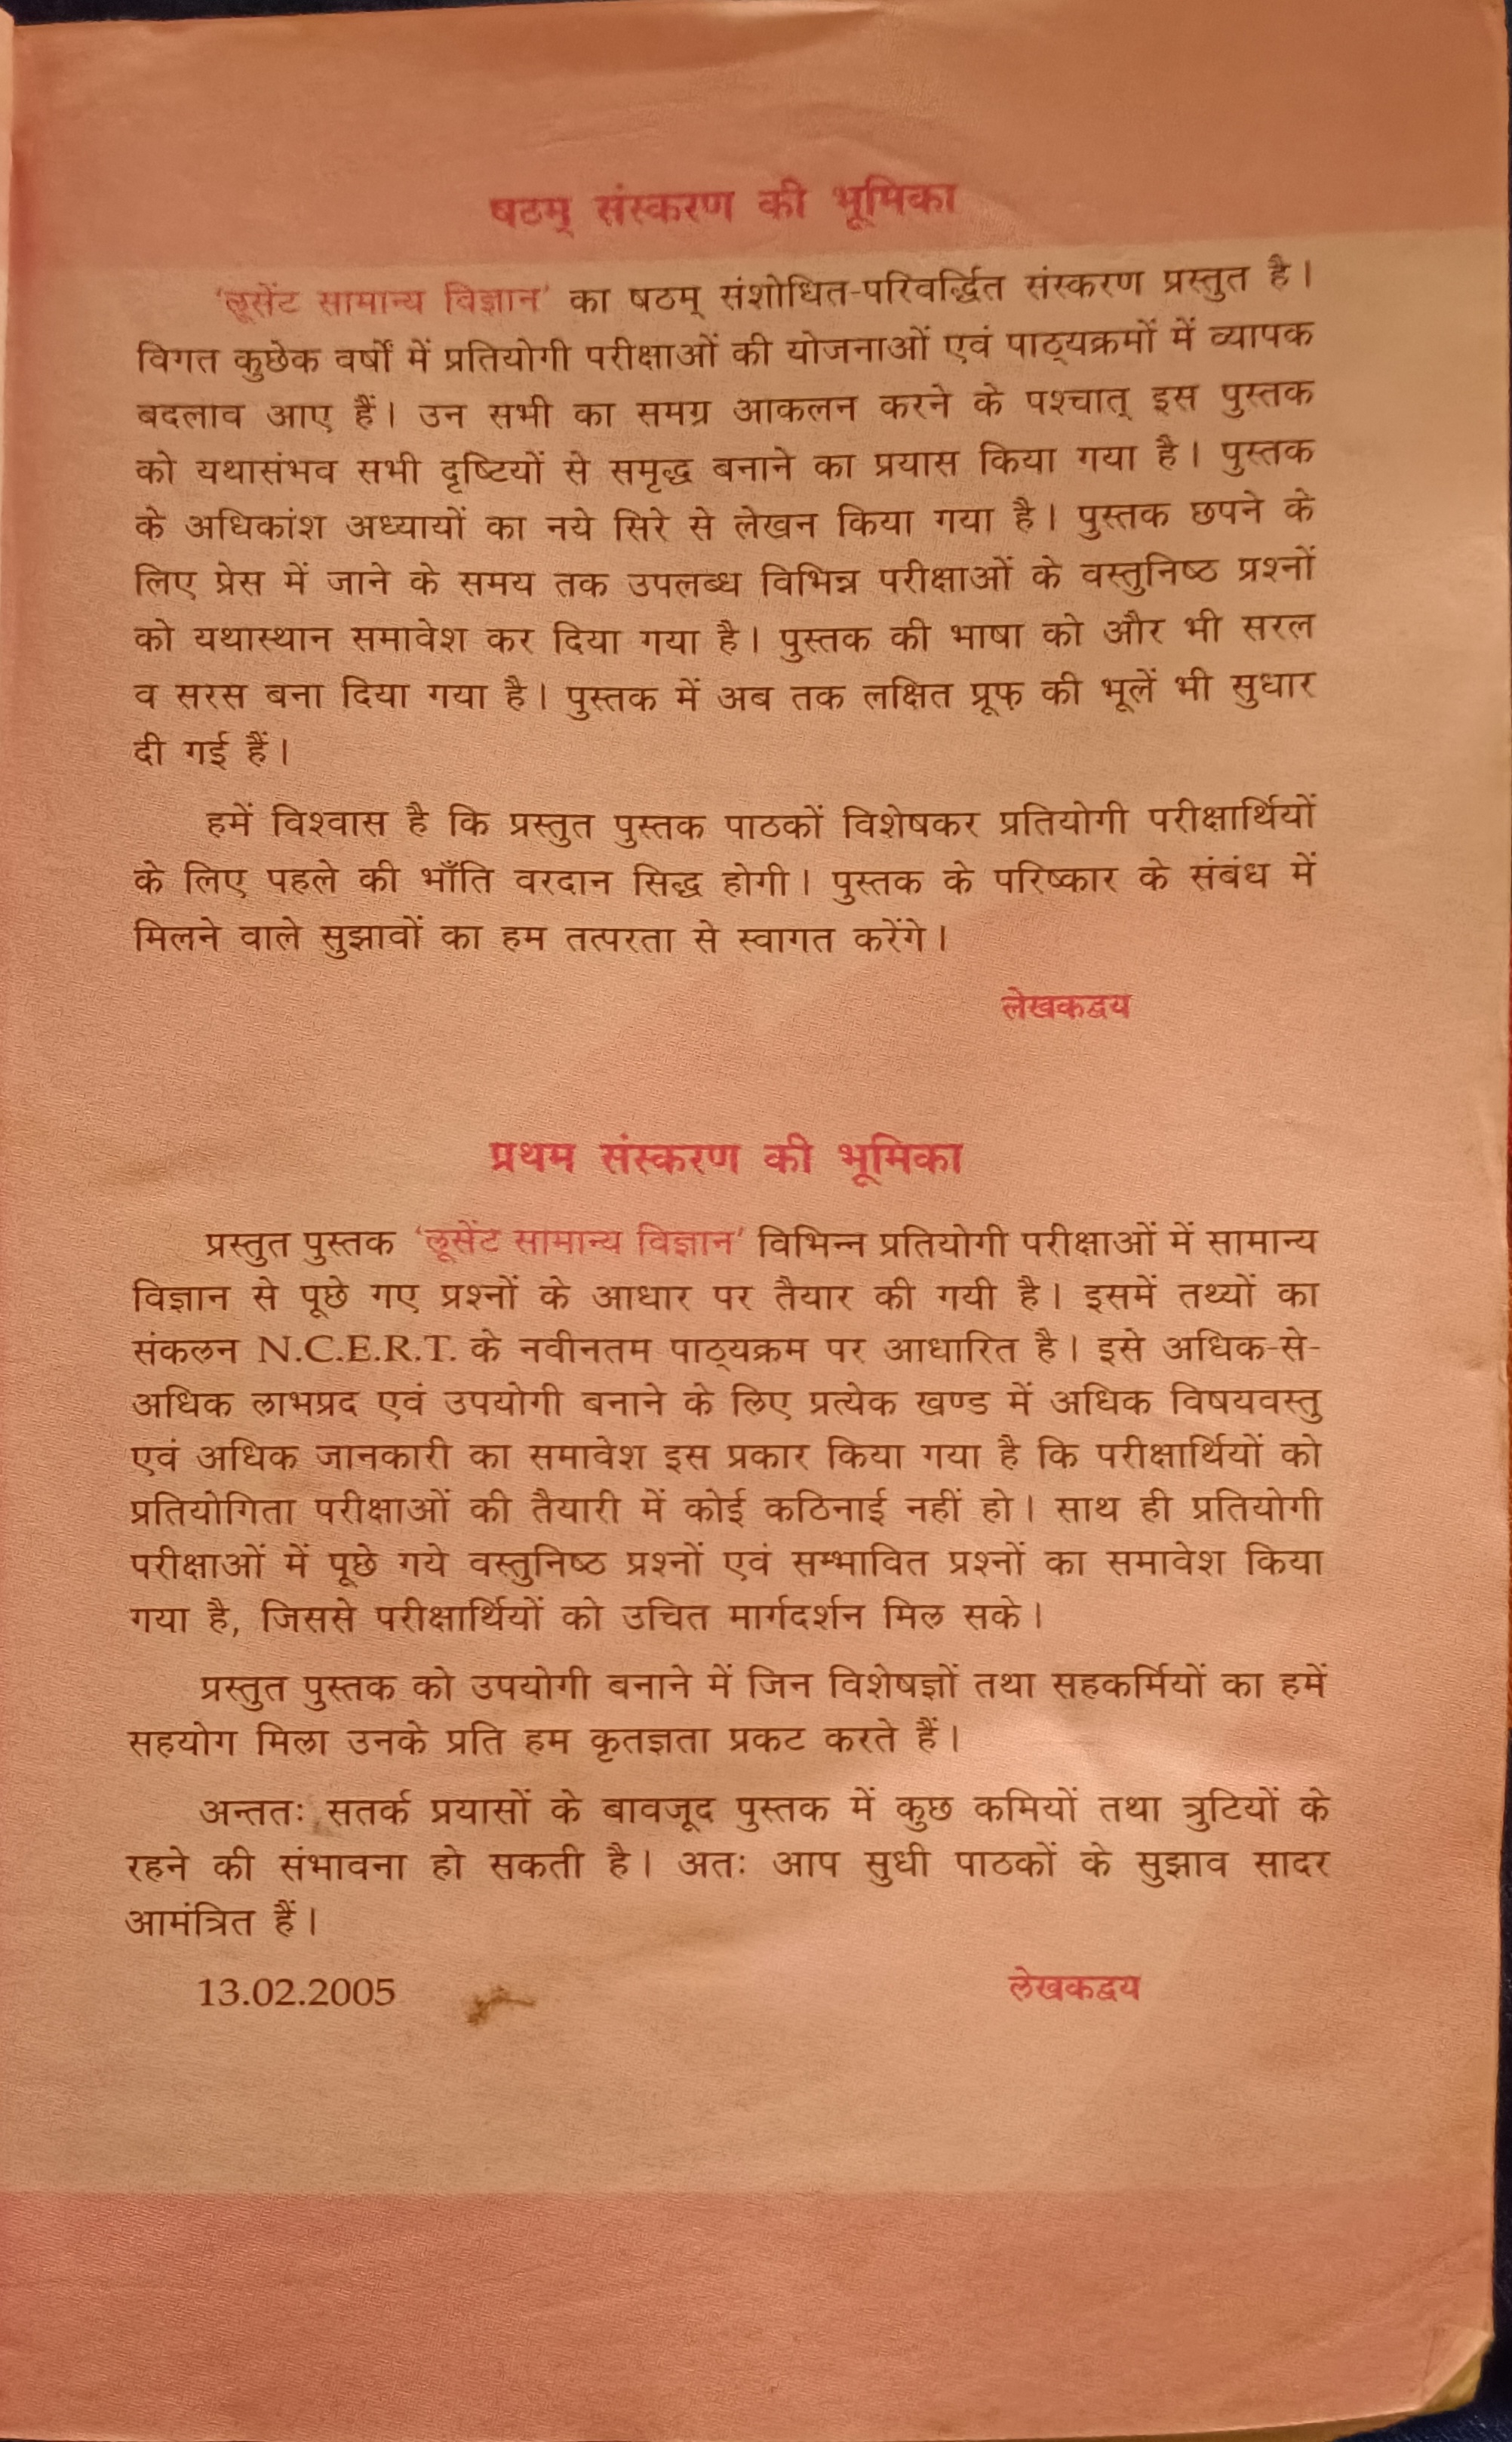 षठम् संस्करण की भूमिका
'लूसेंट सामान्य विज्ञान' का षठम् संशोधित-परिवर्द्धित संस्करण प्रस्तुत है।
विगत कुछेक वर्षों में प्रतियोगी परीक्षाओं की योजनाओं एवं पाठ्यक्रमों में व्यापक
बदलाव आए हैं। उन सभी का समग्र आकलन करने के पश्चात् इस पुस्तक
को यथासंभव सभी दृष्टियों से समृद्ध बनाने का प्रयास किया गया है। पुस्तक
के अधिकांश अध्यायों का नये सिरे से लेखन किया गया है। पुस्तक छपने के
लिए प्रेस में जाने के समय तक उपलब्ध विभिन्न परीक्षाओं के वस्तुनिष्ठ प्रश्नों
को यथास्थान समावेश कर दिया गया है। पुस्तक की भाषा को और भी सरल
व सरस बना दिया गया है। पुस्तक में अब तक लक्षित प्रूफ़ की भूलें भी सुधार
दी गई हैं।
हमें विश्वास है कि प्रस्तुत पुस्तक पाठकों विशेषकर प्रतियोगी परीक्षार्थियों
के लिए पहले की भाँति वरदान सिद्ध होगी। पुस्तक के परिष्कार के संबंध में
मिलने वाले सुझावों का हम तत्परता से स्वागत करेंगे।
लेखकद्वय
प्रथम संस्करण की भूमिका
प्रस्तुत पुस्तक 'लूसेंट सामान्य विज्ञान' विभिन्न प्रतियोगी परीक्षाओं में सामान्य
विज्ञान से पूछे गए प्रश्नों के आधार पर तैयार की गयी है। इसमें तथ्यों का
संकलन N.C.E.R.T. के नवीनतम पाठ्यक्रम पर आधारित है। इसे अधिक-से-
अधिक लाभप्रद एवं उपयोगी बनाने के लिए प्रत्येक खण्ड में अधिक विषयवस्तु
एवं अधिक जानकारी का समावेश इस प्रकार किया गया है कि परीक्षार्थियों को
प्रतियोगिता परीक्षाओं की तैयारी में कोई कठिनाई नहीं हो। साथ ही प्रतियोगी
परीक्षाओं में पूछे गये वस्तुनिष्ठ प्रश्नों एवं सम्भावित प्रश्नों का समावेश किया
गया है, जिससे परीक्षार्थियों को उचित मार्गदर्शन मिल सके।
प्रस्तुत पुस्तक को उपयोगी बनाने में जिन विशेषज्ञों तथा सहकर्मियों का हमें
सहयोग मिला उनके प्रति हम कृतज्ञता प्रकट करते हैं।
अन्ततः सतर्क प्रयासों के बावजूद पुस्तक में कुछ कमियों तथा त्रुटियों के
रहने की संभावना हो सकती है। अतः आप सुधी पाठकों के सुझाव सादर
आमंत्रित हैं।
13.02.2005 लेखकद्वय